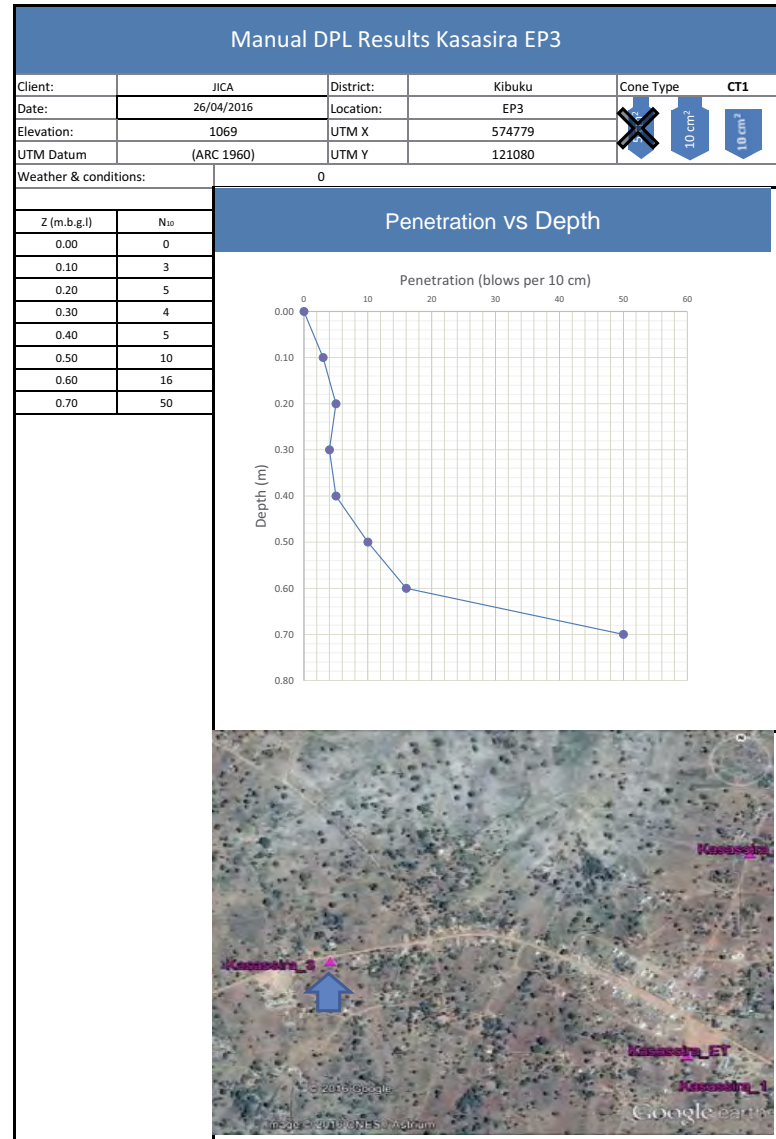 Manual DPL Results Kasasira EP3
Client: JICA District: Kibuku Cone Type CT1
Date: 26/04/2016 Location: EP3
Elevation: 1069 UTM X 574779
UTM Datum (ARC 1960) UTM Y 121080
10 cm²
10 cm²
Weather & conditions: 0
Z (m.b.g.l) N10
0.00 0
0.10 3
0.20 5
0.30 4
0.40 5
0.50 10
0.60 16
0.70 50
Penetration vs Depth
Penetration (blows per 10 cm)
0 10 20 30 40 50 60
0.00
0.10
0.20
0.30
0.40
0.50
0.60
0.70
0.80
Depth (m)
Kasassira_
Kasassira_3
Kasassira_ET
Kasassira_1
© 2016 Google
Image © 2016 CNES / Astrium
Google earth